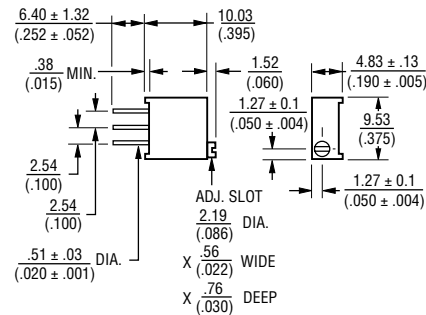 6.40 ± 1.32
(.252 ± .052)
10.03
(.395)
.38
(.015)
MIN.
1.52
(.060)
4.83 ± .13
(.190 ± .005)
1.27 ± 0.1
(.050 ± .004)
9.53
(.375)
2.54
(.100)
2.54
(.100)
1.27 ± 0.1
(.050 ± .004)
.51 ± .03
(.020 ± .001)
DIA.
ADJ. SLOT
2.19
(.086)
DIA.
X .56
(.022)
WIDE
X .76
(.030)
DEEP